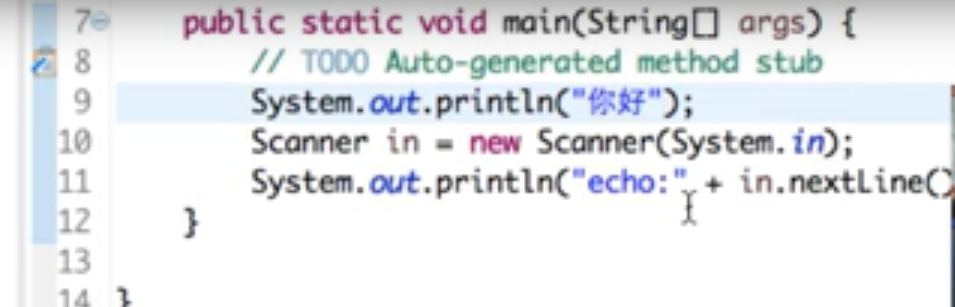 7 public static void main(String[] args) {
8 // TODO Auto-generated method stub
9 System.out.println("你好");
10 Scanner in = new Scanner(System.in);
11 System.out.println("echo:" + in.nextLine()
12 }
13
14 }